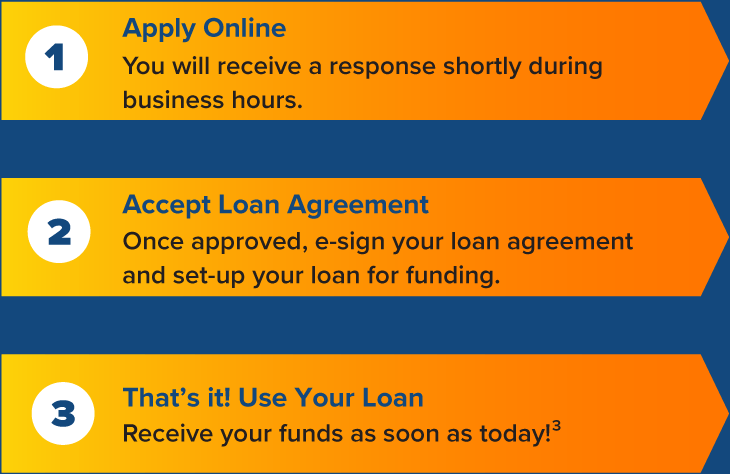 1
Apply Online
You will receive a response shortly during
business hours.
2
Accept Loan Agreement
Once approved, e-sign your loan agreement
and set-up your loan for funding.
3
That’s it! Use Your Loan
Receive your funds as soon as today!³